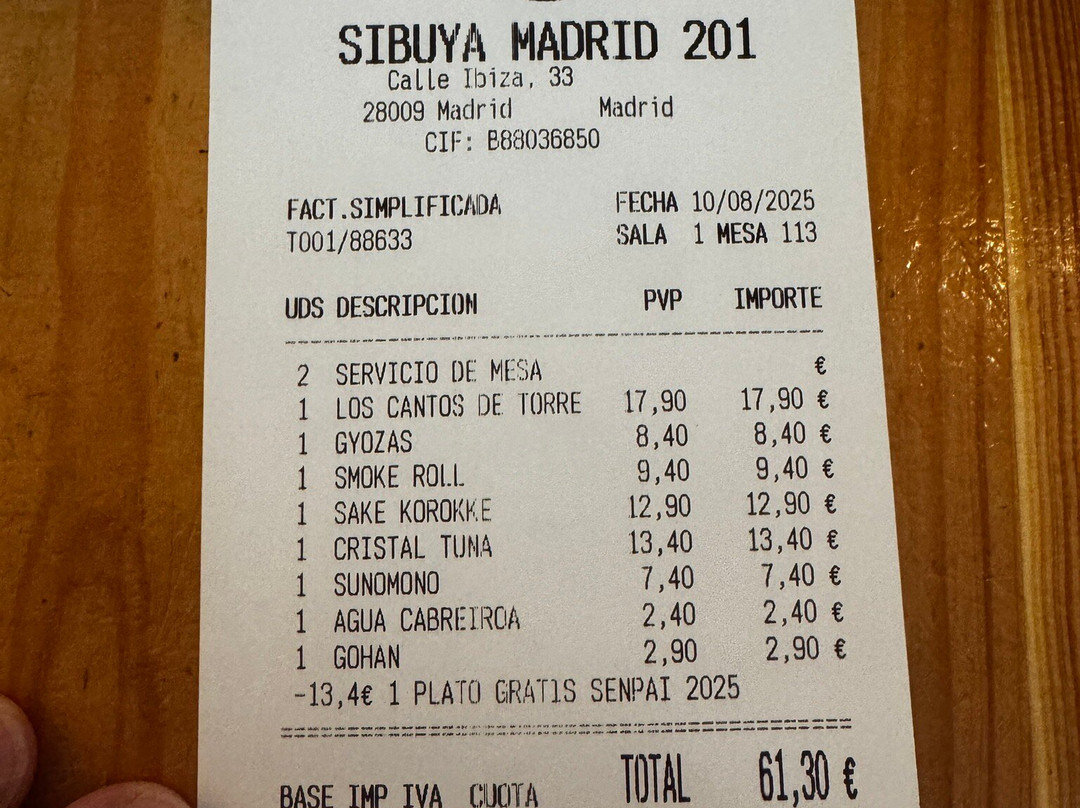 SIBUYA MADRID 201
Calle Ibiza, 33
28009 Madrid Madrid
CIF: B88036850
FACT.SIMPLIFICADA FECHA 10/08/2025
T001/88633 SALA 1 MESA 113
UDS DESCRIPCION PVP IMPORTE
2 SERVICIO DE MESA €
1 LOS CANTOS DE TORRE 17,90 17,90 €
1 GYOZAS 8,40 8,40 €
1 SMOKE ROLL 9,40 9,40 €
1 SAKE KOROKKE 12,90 12,90 €
1 CRISTAL TUNA 13,40 13,40 €
1 SUNOMONO 7,40 7,40 €
1 AGUA CABREIROA 2,40 2,40 €
1 GOHAN 2,90 2,90 €
-13,4€ 1 PLATO GRATIS SENPAI 2025
TOTAL 61,30 €
BASE IMP IVA CUOTA